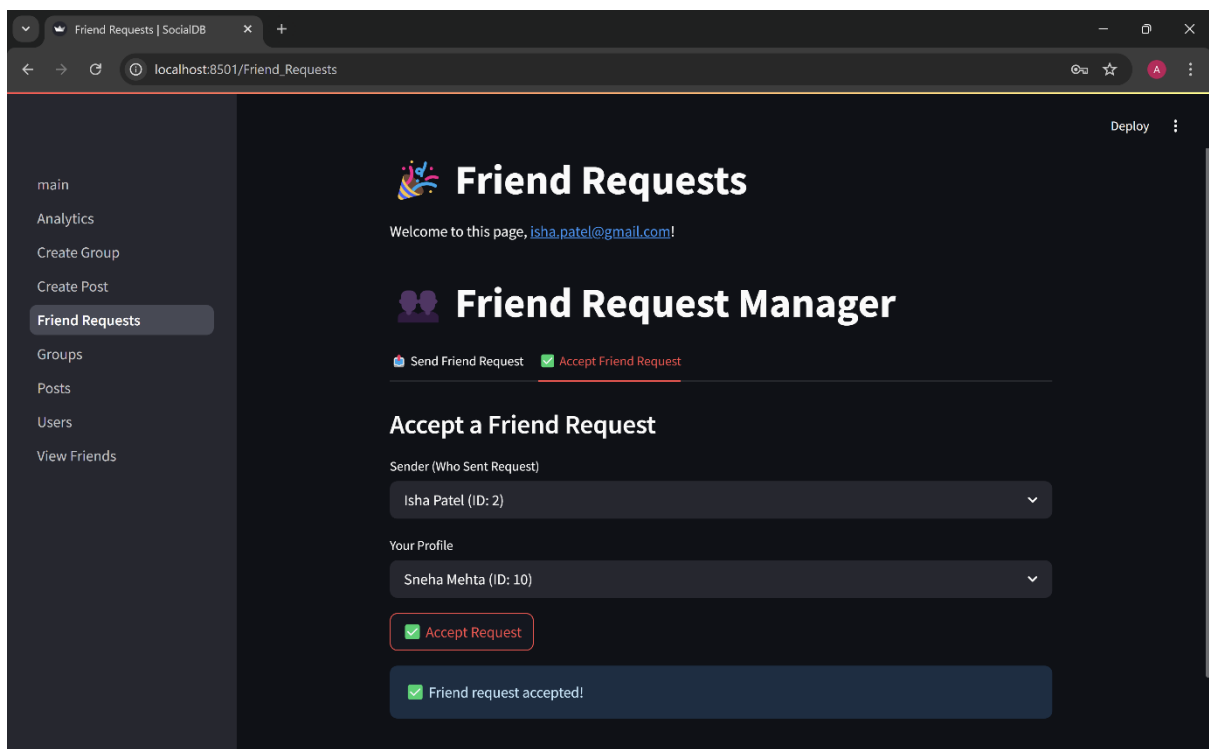 Friend Requests | SocialDB
localhost:8501/Friend_Requests
A
Deploy
main
Analytics
Create Group
Create Post
Friend Requests
Groups
Posts
Users
View Friends
Friend Requests
Welcome to this page, isha.patel@gmail.com!
Friend Request Manager
Send Friend Request
Accept Friend Request
Accept a Friend Request
Sender (Who Sent Request)
Isha Patel (ID: 2)
Your Profile
Sneha Mehta (ID: 10)
Accept Request
Friend request accepted!